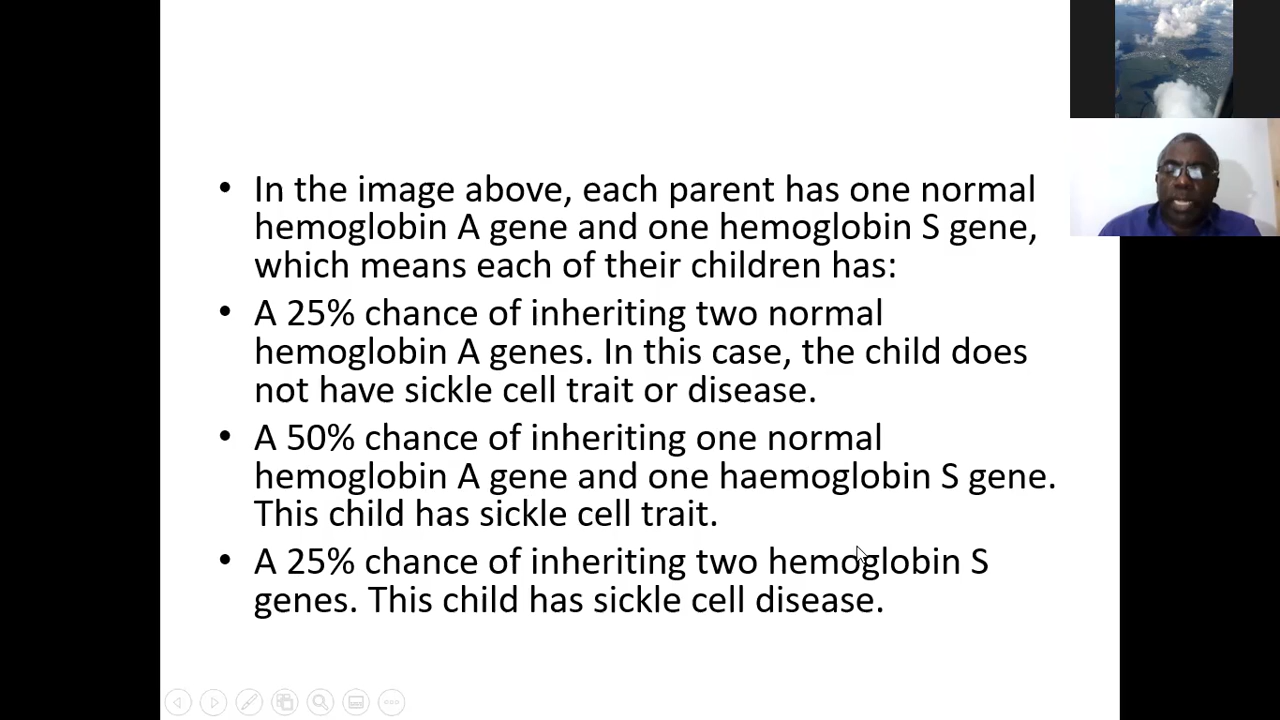 • In the image above, each parent has one normal
hemoglobin A gene and one hemoglobin S gene,
which means each of their children has:
• A 25% chance of inheriting two normal
hemoglobin A genes. In this case, the child does
not have sickle cell trait or disease.
• A 50% chance of inheriting one normal
hemoglobin A gene and one haemoglobin S gene.
This child has sickle cell trait.
• A 25% chance of inheriting two hemoglobin S
genes. This child has sickle cell disease.